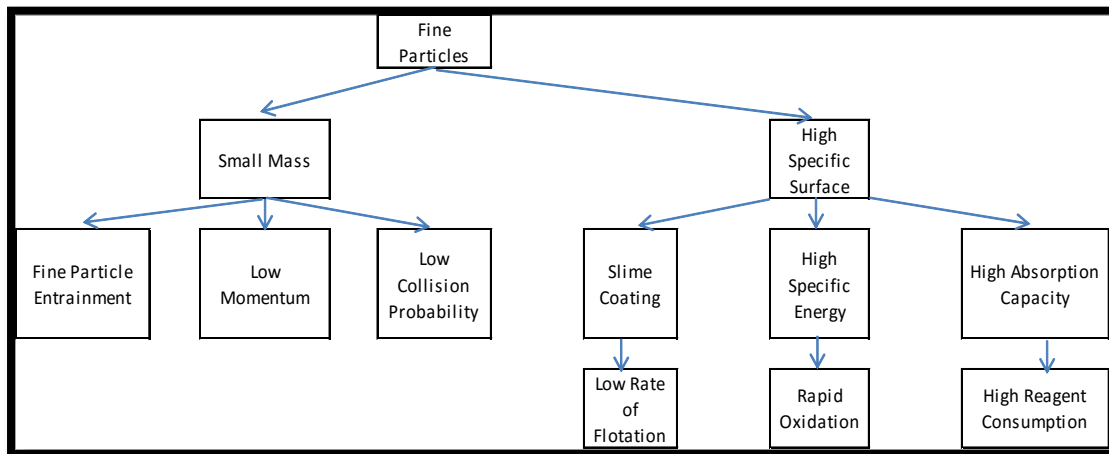 Fine
Particles
Small Mass
High
Specific
Surface
Fine Particle
Entrainment
Low
Momentum
Low
Collision
Probability
Slime
Coating
High
Specific
Energy
High Absorption
Capacity
Low Rate
of
Flotation
Rapid
Oxidation
High Reagent
Consumption